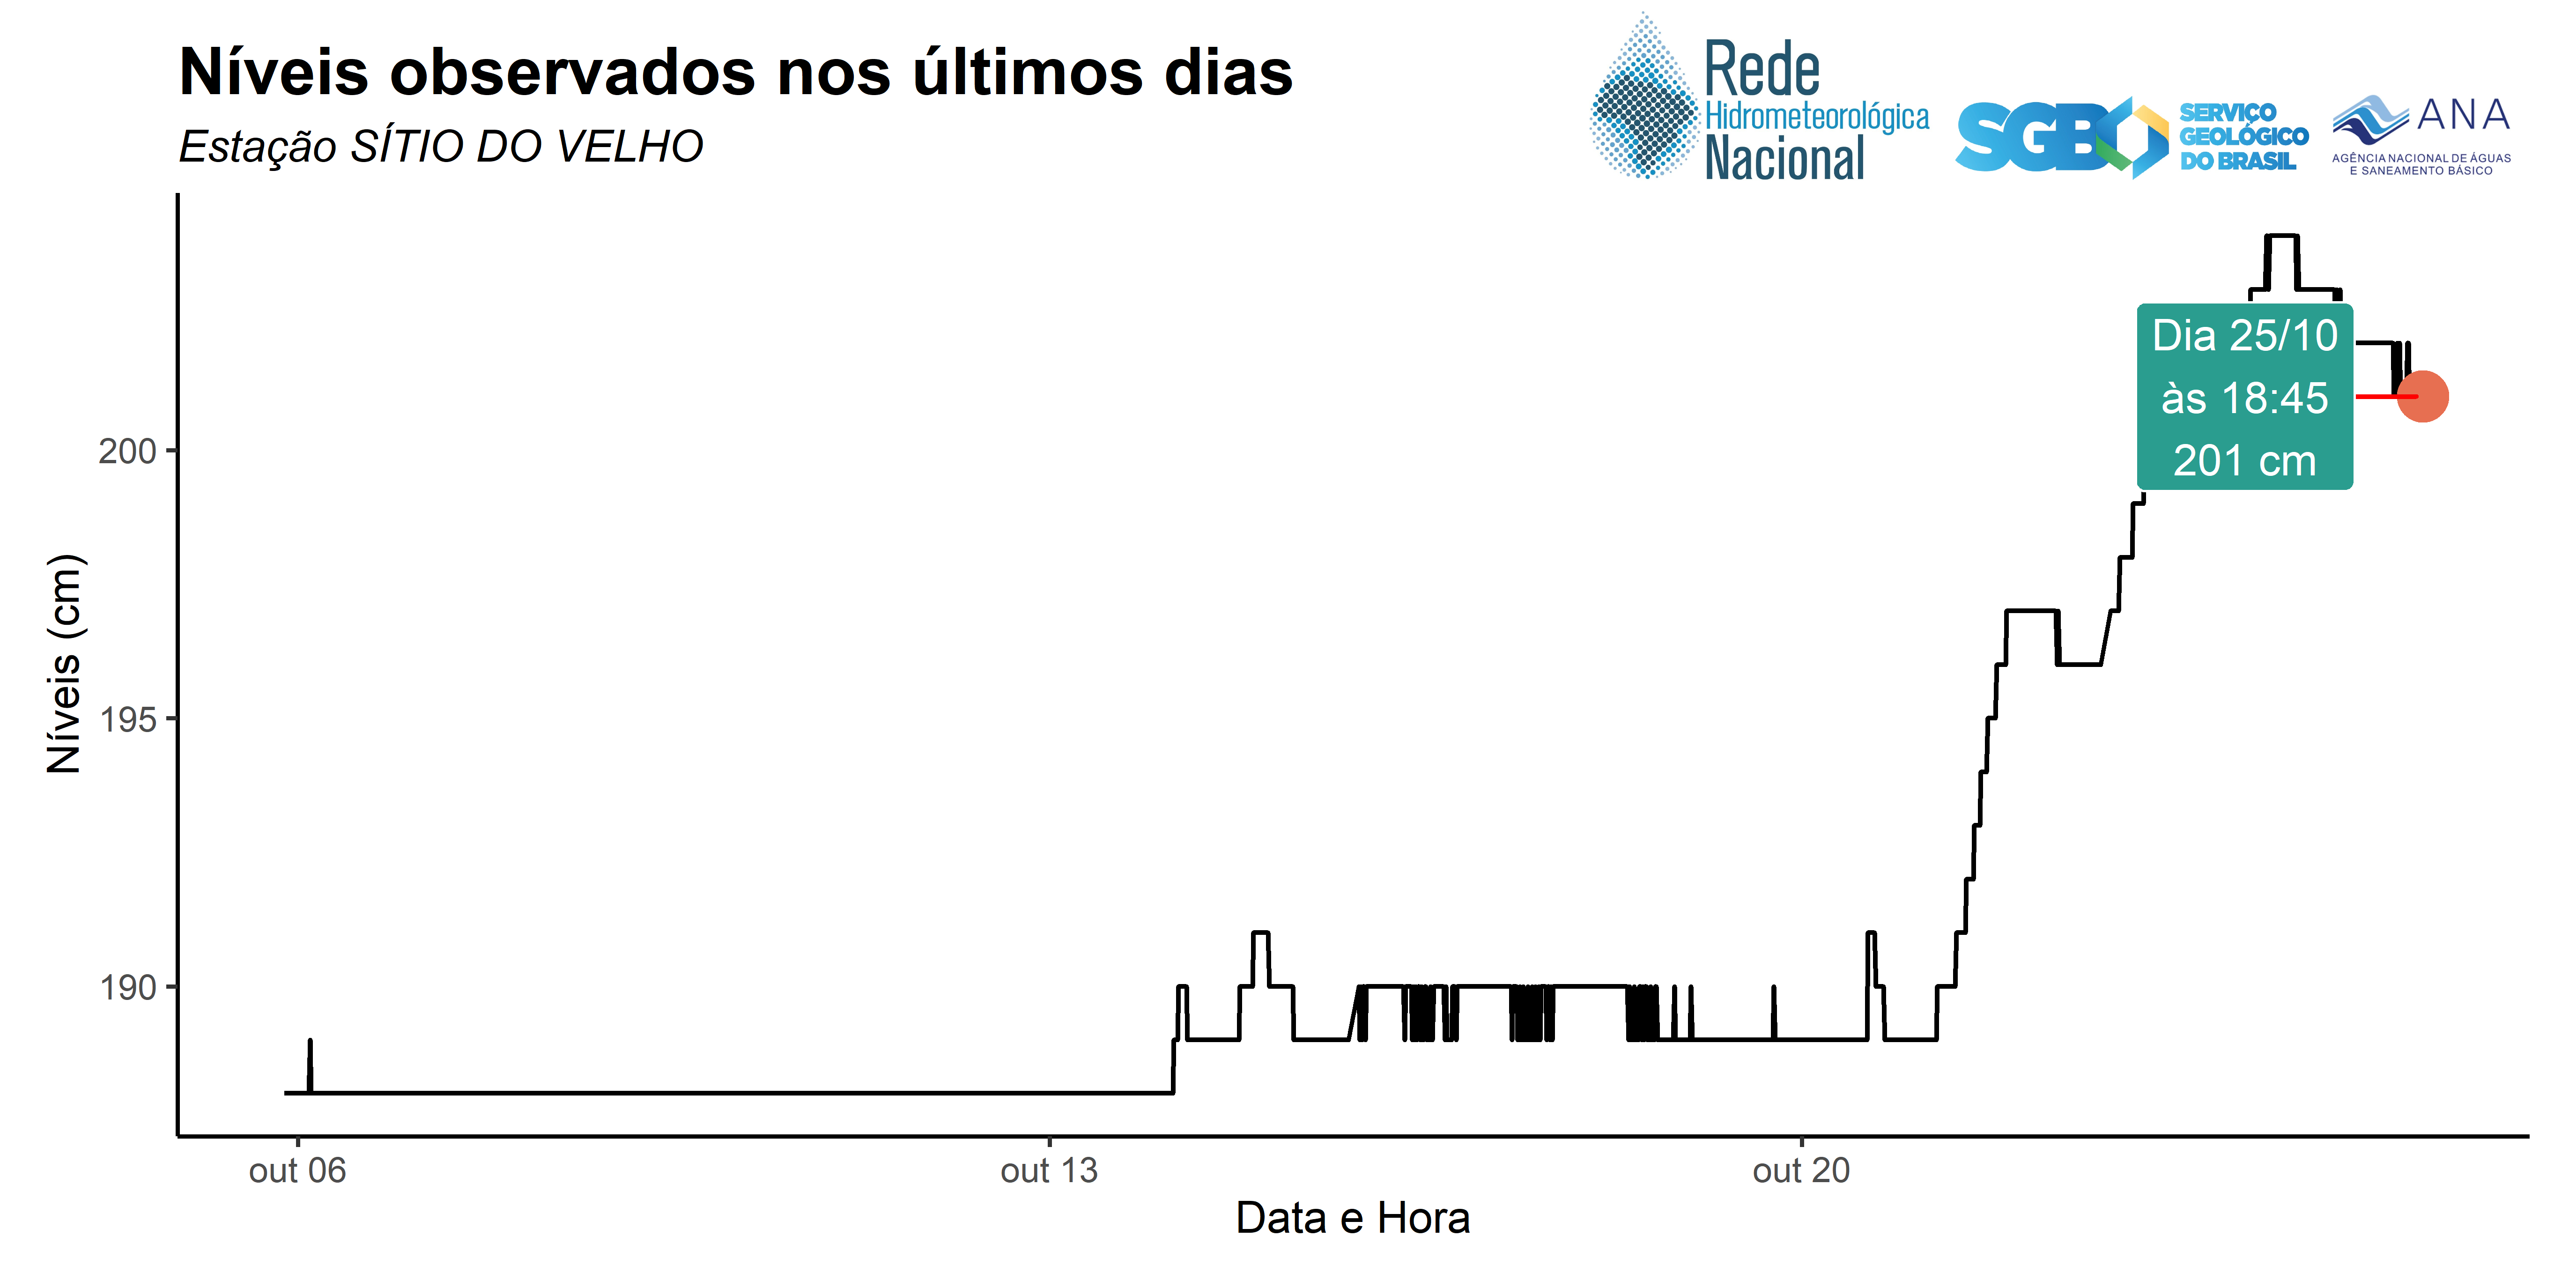 Níveis observados nos últimos dias
Estação SÍTIO DO VELHO
Rede
Hidrometeorológica
Nacional
SGB
SERVIÇO
GEOLÓGICO
DO BRASIL
ANA
AGÊNCIA NACIONAL DE ÁGUAS
E SANEAMENTO BÁSICO
Dia 25/10
às 18:45
201 cm
Níveis (cm)
200
195
190
out 06
out 13
out 20
Data e Hora